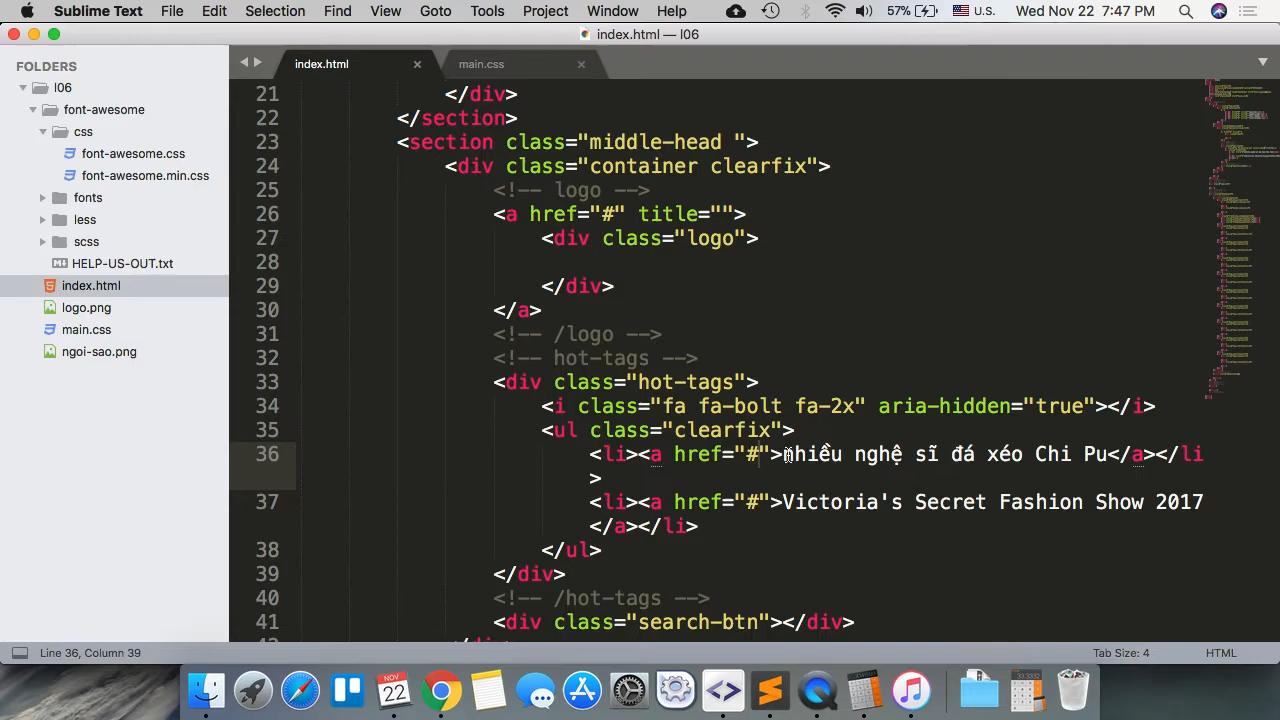 Sublime Text File Edit Selection Find View Goto Tools Project Window Help 57% U.S. Wed Nov 22 7:47 PM
index.html — l06
FOLDERS
l06
font-awesome
css
font-awesome.css
font-awesome.min.css
fonts
less
scss
HELP-US-OUT.txt
index.html
logo.png
main.css
ngoi-sao.png
index.html main.css
21 </div>
22 </section>
23 <section class="middle-head ">
24 <div class="container clearfix">
25 <!-- logo -->
26 <a href="#" title="">
27 <div class="logo">
28
29 </div>
30 </a>
31 <!-- /logo -->
32 <!-- hot-tags -->
33 <div class="hot-tags">
34 <i class="fa fa-bolt fa-2x" aria-hidden="true"></i>
35 <ul class="clearfix">
36 <li><a href="#">nhiều nghệ sĩ đá xéo Chi Pu</a></li
>
37 <li><a href="#">Victoria's Secret Fashion Show 2017
</a></li>
38 </ul>
39 </div>
40 <!-- /hot-tags -->
41 <div class="search-btn"></div>
Line 36, Column 39 Tab Size: 4 HTML
NOV
22